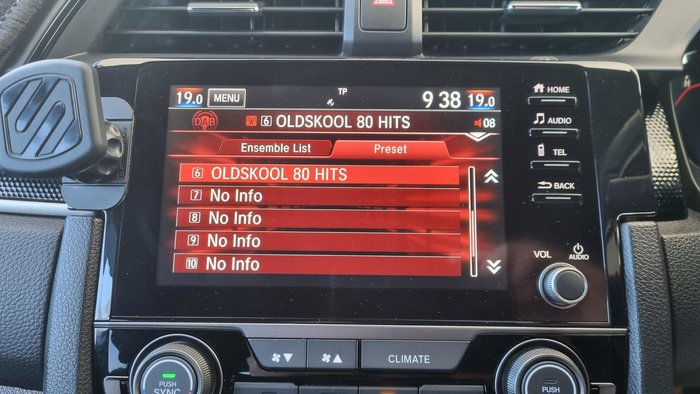 19.0 MENU TP 9 38 19.0
DAB 6 OLDSKOOL 80 HITS 08
Ensemble List Preset
6 OLDSKOOL 80 HITS
7 No Info
8 No Info
9 No Info
10 No Info
HOME
AUDIO
TEL
BACK
VOL AUDIO
CLIMATE
PUSH
SYNC
PUSH